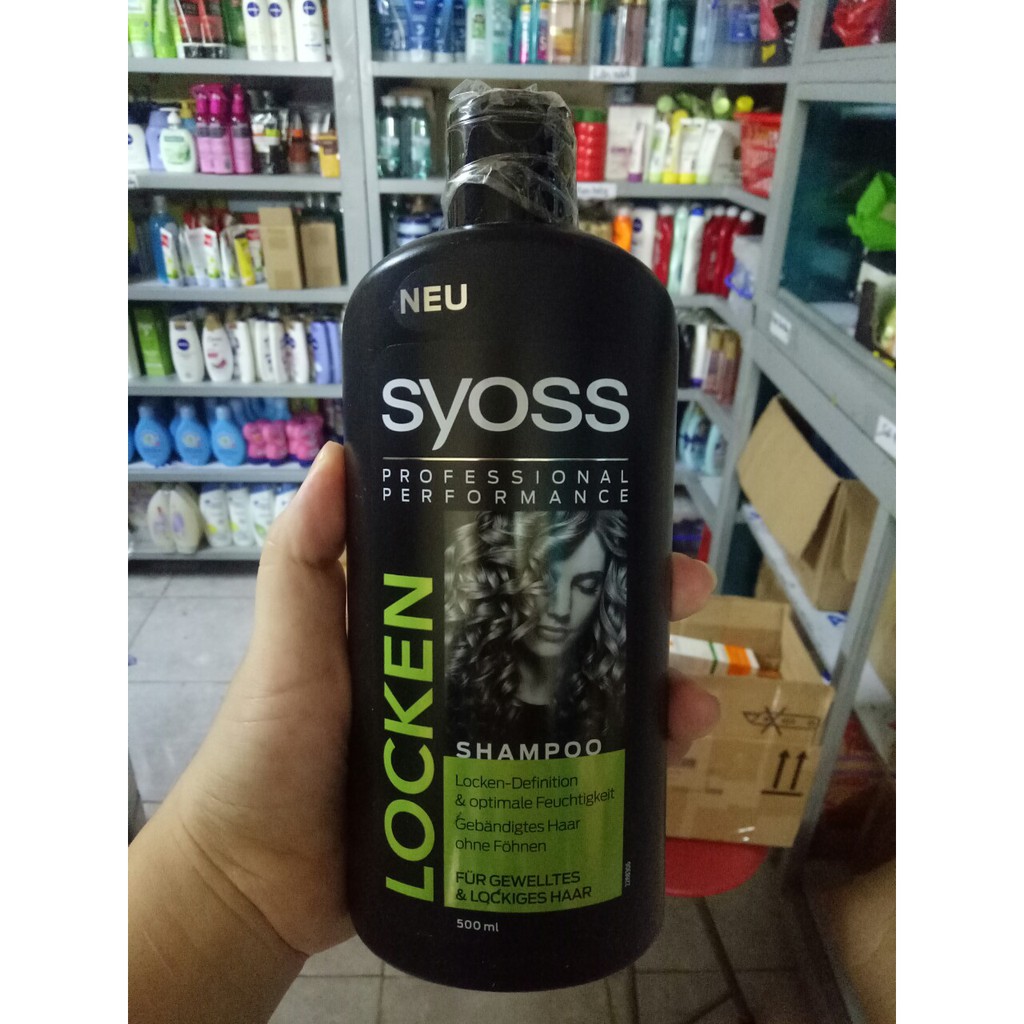 NEU
syoss
PROFESSIONAL
PERFORMANCE
LOCKEN
SHAMPOO
Locken-Definition
& optimale Feuchtigkeit
Gebändigtes Haar
ohne Föhnen
FÜR GEWELLTES
& LOCKIGES HAAR
500 ml